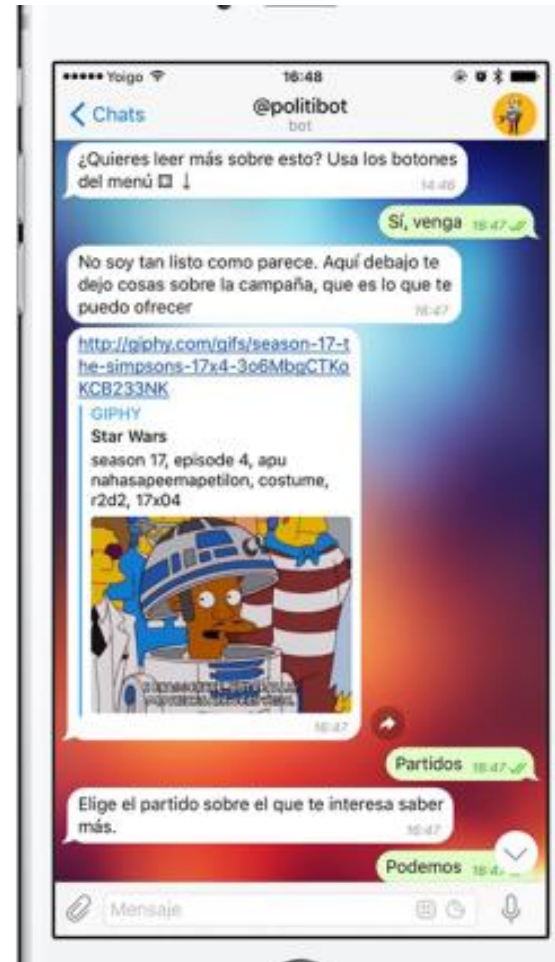 Yoigo 16:48
Chats
@politibot
bot
¿Quieres leer más sobre esto? Usa los botones
del menú ↓
14:46
Sí, venga 16:47
No soy tan listo como parece. Aquí debajo te
dejo cosas sobre la campaña, que es lo que te
puedo ofrecer
16:47
http://giphy.com/gifs/season-17-t
he-simpsons-17x4-3o6MbgCTKo
KCB233NK
GIPHY
Star Wars
season 17, episode 4, apu
nahasapeemapetilon, costume,
r2d2, 17x04
16:47
Partidos 16:47
Elige el partido sobre el que te interesa saber
más.
16:47
Podemos
Mensaje